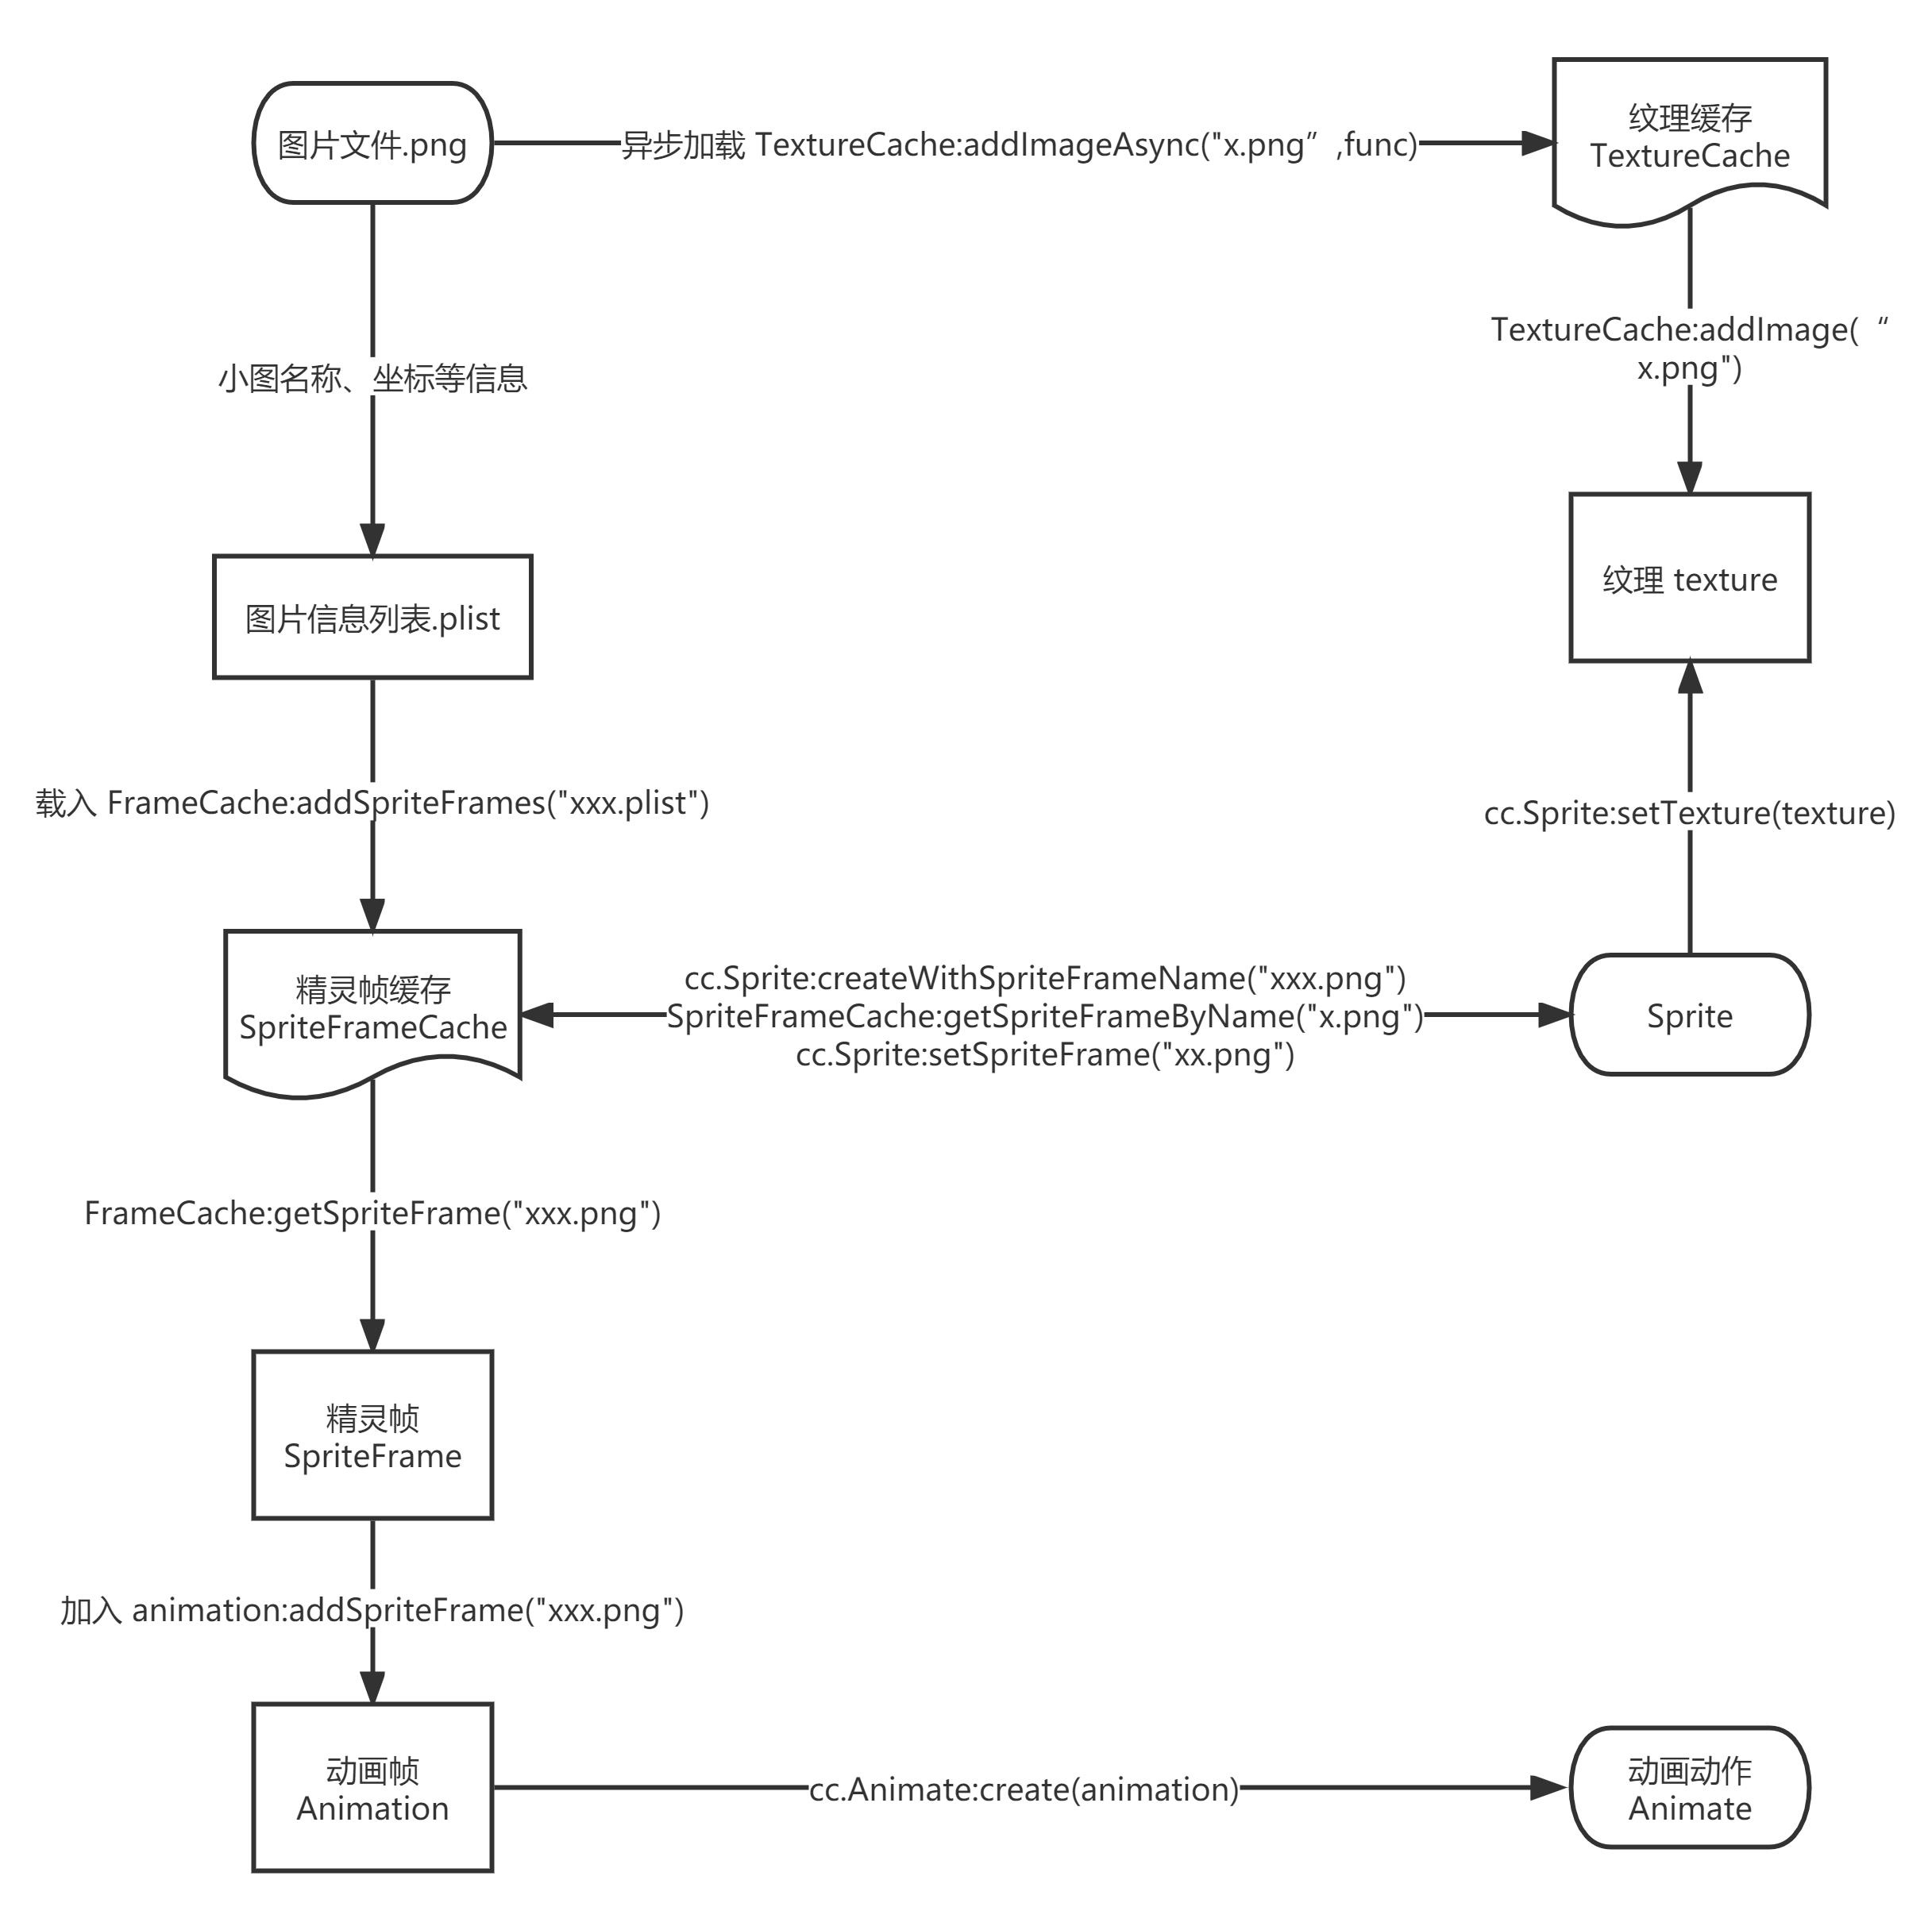 图片文件.png
异步加载 TextureCache:addImageAsync("x.png”,func)
纹理缓存
TextureCache
TextureCache:addImage(“
x.png")
小图名称、坐标等信息
纹理 texture
图片信息列表.plist
载入 FrameCache:addSpriteFrames("xxx.plist")
cc.Sprite:setTexture(texture)
精灵帧缓存
SpriteFrameCache
cc.Sprite:createWithSpriteFrameName("xxx.png")
SpriteFrameCache:getSpriteFrameByName("x.png")
cc.Sprite:setSpriteFrame("xx.png")
Sprite
FrameCache:getSpriteFrame("xxx.png")
精灵帧
SpriteFrame
加入 animation:addSpriteFrame("xxx.png")
动画帧
Animation
cc.Animate:create(animation)
动画动作
Animate